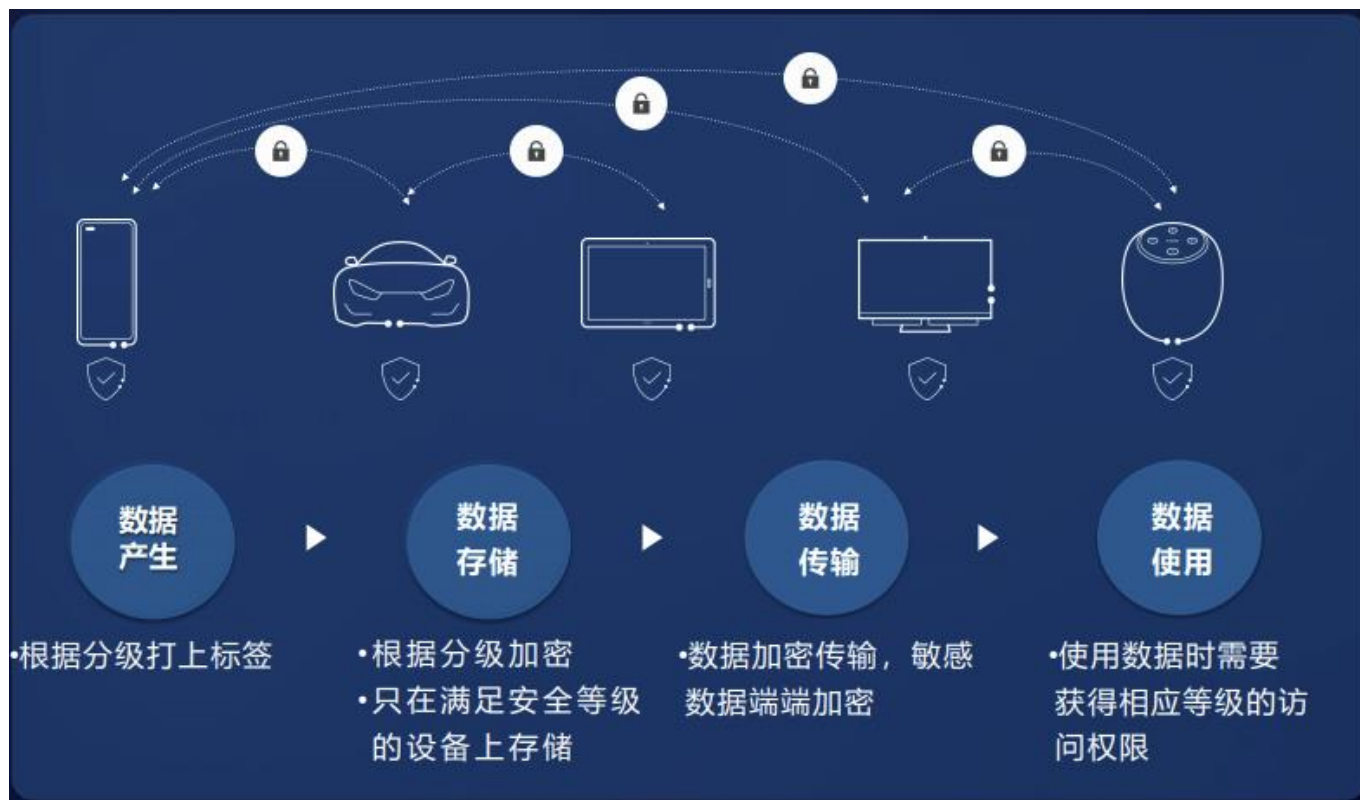 数据
产生
数据
存储
数据
传输
数据
使用
•根据分级打上标签
•根据分级加密
•只在满足安全等级
的设备上存储
•数据加密传输，敏感
数据端端加密
•使用数据时需要
获得相应等级的访
问权限